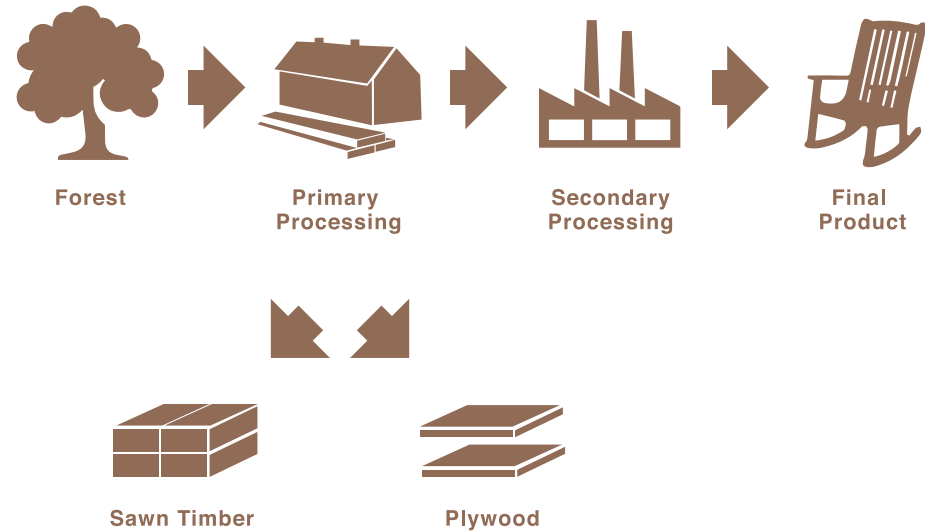 Forest
Primary
Processing
Secondary
Processing
Final
Product
Sawn Timber
Plywood